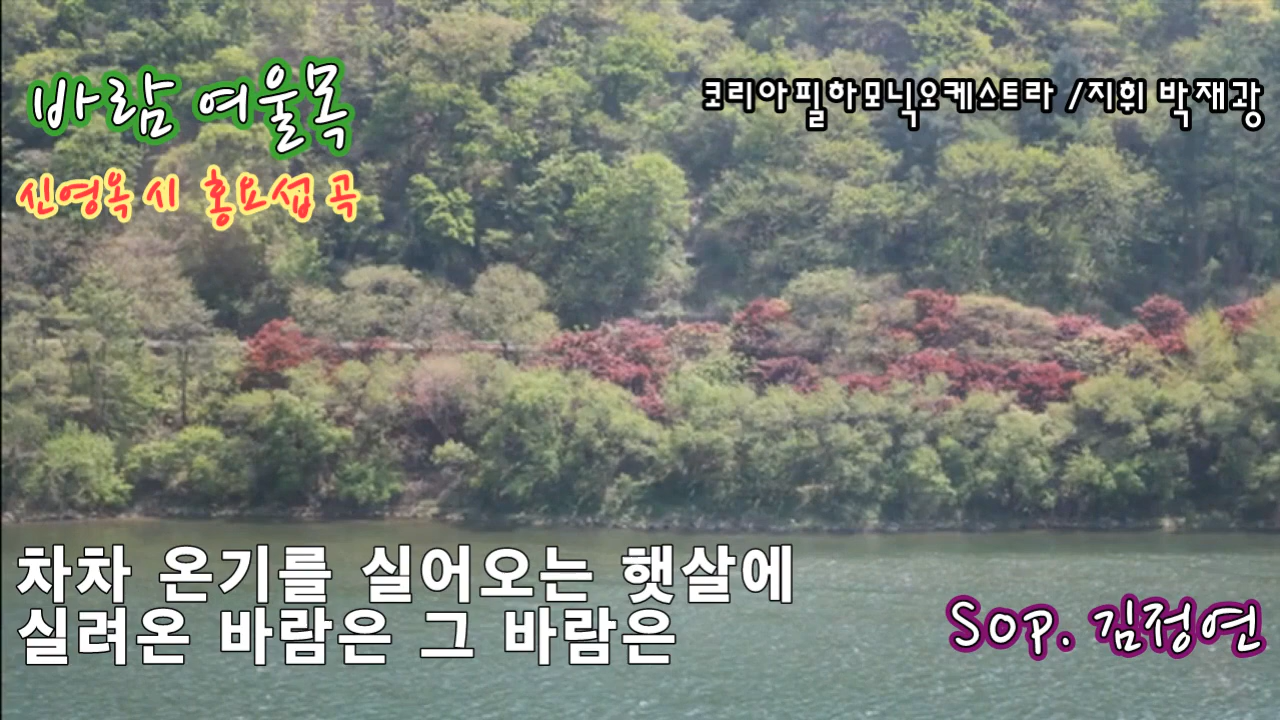 바람 여울목
신영옥 시 홍요섭 곡
코리아필하모닉오케스트라 /지휘 박재광
차차 온기를 실어오는 햇살에
실려온 바람은 그 바람은
Sop. 김정연